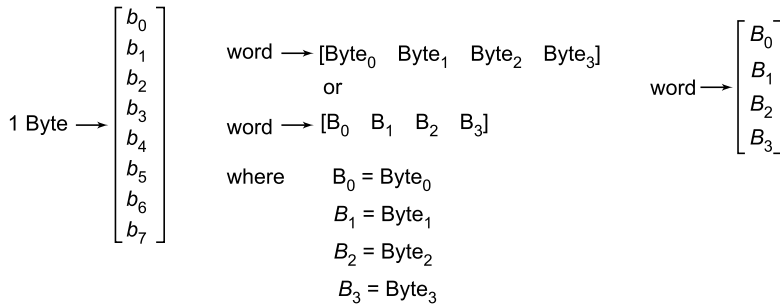 1 Byte → [b₀
b₁
b₂
b₃
b₄
b₅
b₆
b₇]
word → [Byte₀ Byte₁ Byte₂ Byte₃]
or
word → [B₀ B₁ B₂ B₃]
where B₀ = Byte₀
B₁ = Byte₁
B₂ = Byte₂
B₃ = Byte₃
word → [B₀
B₁
B₂
B₃]